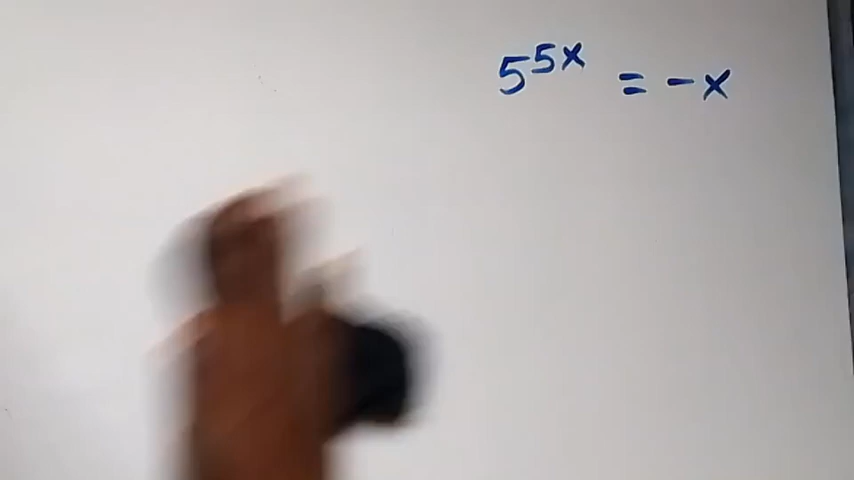 5^{5x} = -x